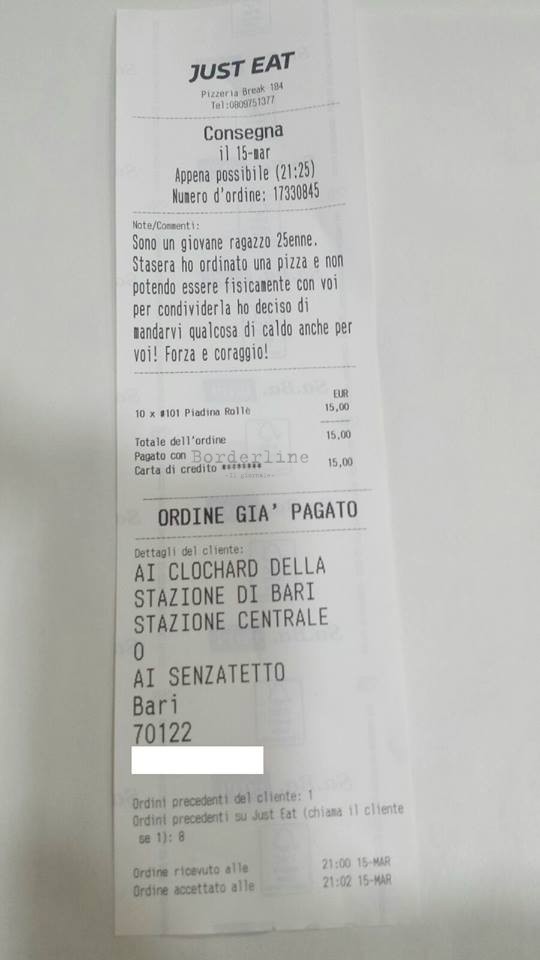 JUST EAT
Pizzeria Break 184
Tel:0809751377
Consegna
il 15-mar
Appena possibile (21:25)
Numero d'ordine: 17330845
Note/Commenti:
Sono un giovane ragazzo 25enne.
Stasera ho ordinato una pizza e non
potendo essere fisicamente con voi
per condividerla ho deciso di
mandarvi qualcosa di caldo anche per
voi! Forza e coraggio!
EUR
10 x #101 Piadina Rollè 15,00
Totale dell'ordine 15,00
Pagato con Borderline
Carta di credito ******** 15,00
ORDINE GIA' PAGATO
Dettagli del cliente:
AI CLOCHARD DELLA
STAZIONE DI BARI
STAZIONE CENTRALE
O
AI SENZATETTO
Bari
70122
Ordini precedenti del cliente: 1
Ordini precedenti su Just Eat (chiama il cliente
se 1): 8
Ordine ricevuto alle 21:00 15-MAR
Ordine accettato alle 21:02 15-MAR